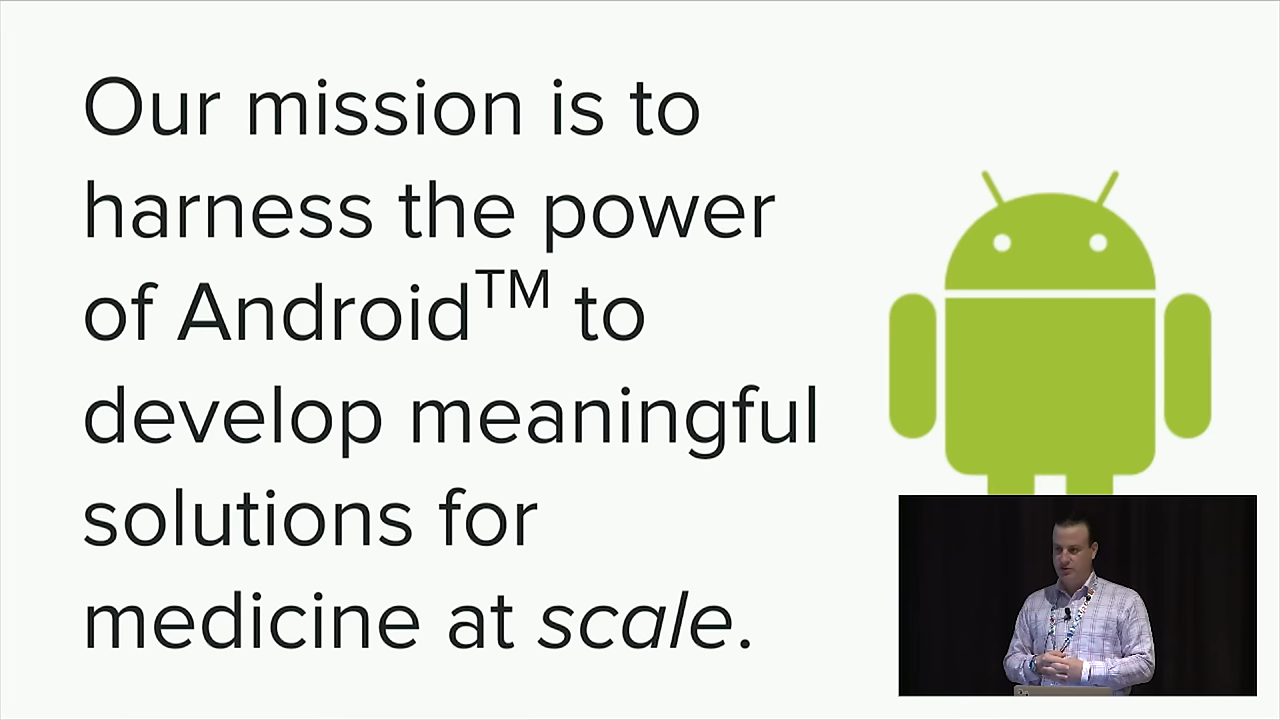 Our mission is to
harness the power
of Android™ to
develop meaningful
solutions for
medicine at scale.